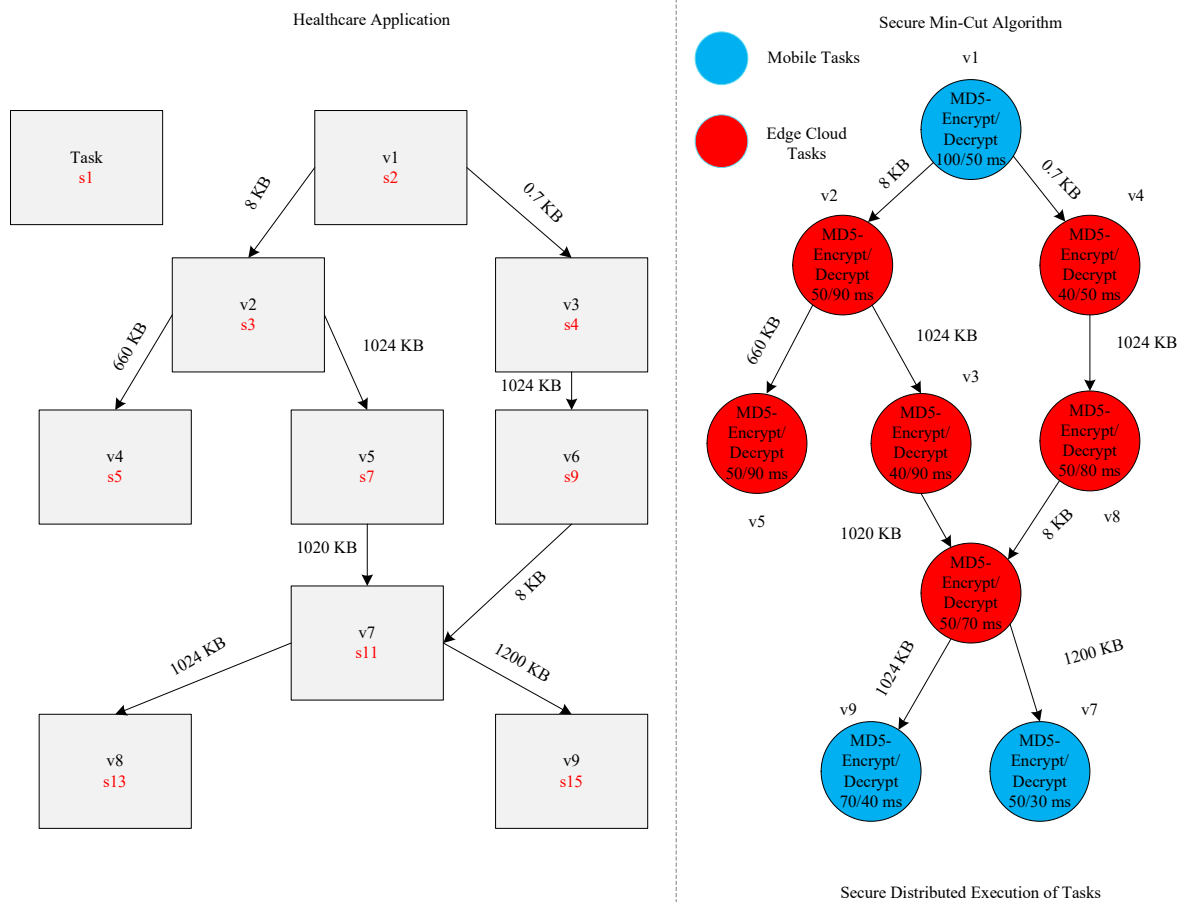 Healthcare Application
Task
s1
v1
s2
8 KB
0.7 KB
v2
s3
v3
s4
660 KB
1024 KB
1024 KB
v4
s5
v5
s7
v6
s9
1020 KB
8 KB
v7
s11
1024 KB
1200 KB
v8
s13
v9
s15
Secure Min-Cut Algorithm
Mobile Tasks
Edge Cloud
Tasks
v1
MD5-
Encrypt/
Decrypt
100/50 ms
8 KB
0.7 KB
v2
MD5-
Encrypt/
Decrypt
50/90 ms
v4
MD5-
Encrypt/
Decrypt
40/50 ms
660 KB
1024 KB
1024 KB
v3
MD5-
Encrypt/
Decrypt
50/90 ms
v5
MD5-
Encrypt/
Decrypt
40/90 ms
MD5-
Encrypt/
Decrypt
50/80 ms
v8
1020 KB
8 KB
MD5-
Encrypt/
Decrypt
50/70 ms
1024 KB
1200 KB
v9
MD5-
Encrypt/
Decrypt
70/40 ms
v7
MD5-
Encrypt/
Decrypt
50/30 ms
Secure Distributed Execution of Tasks